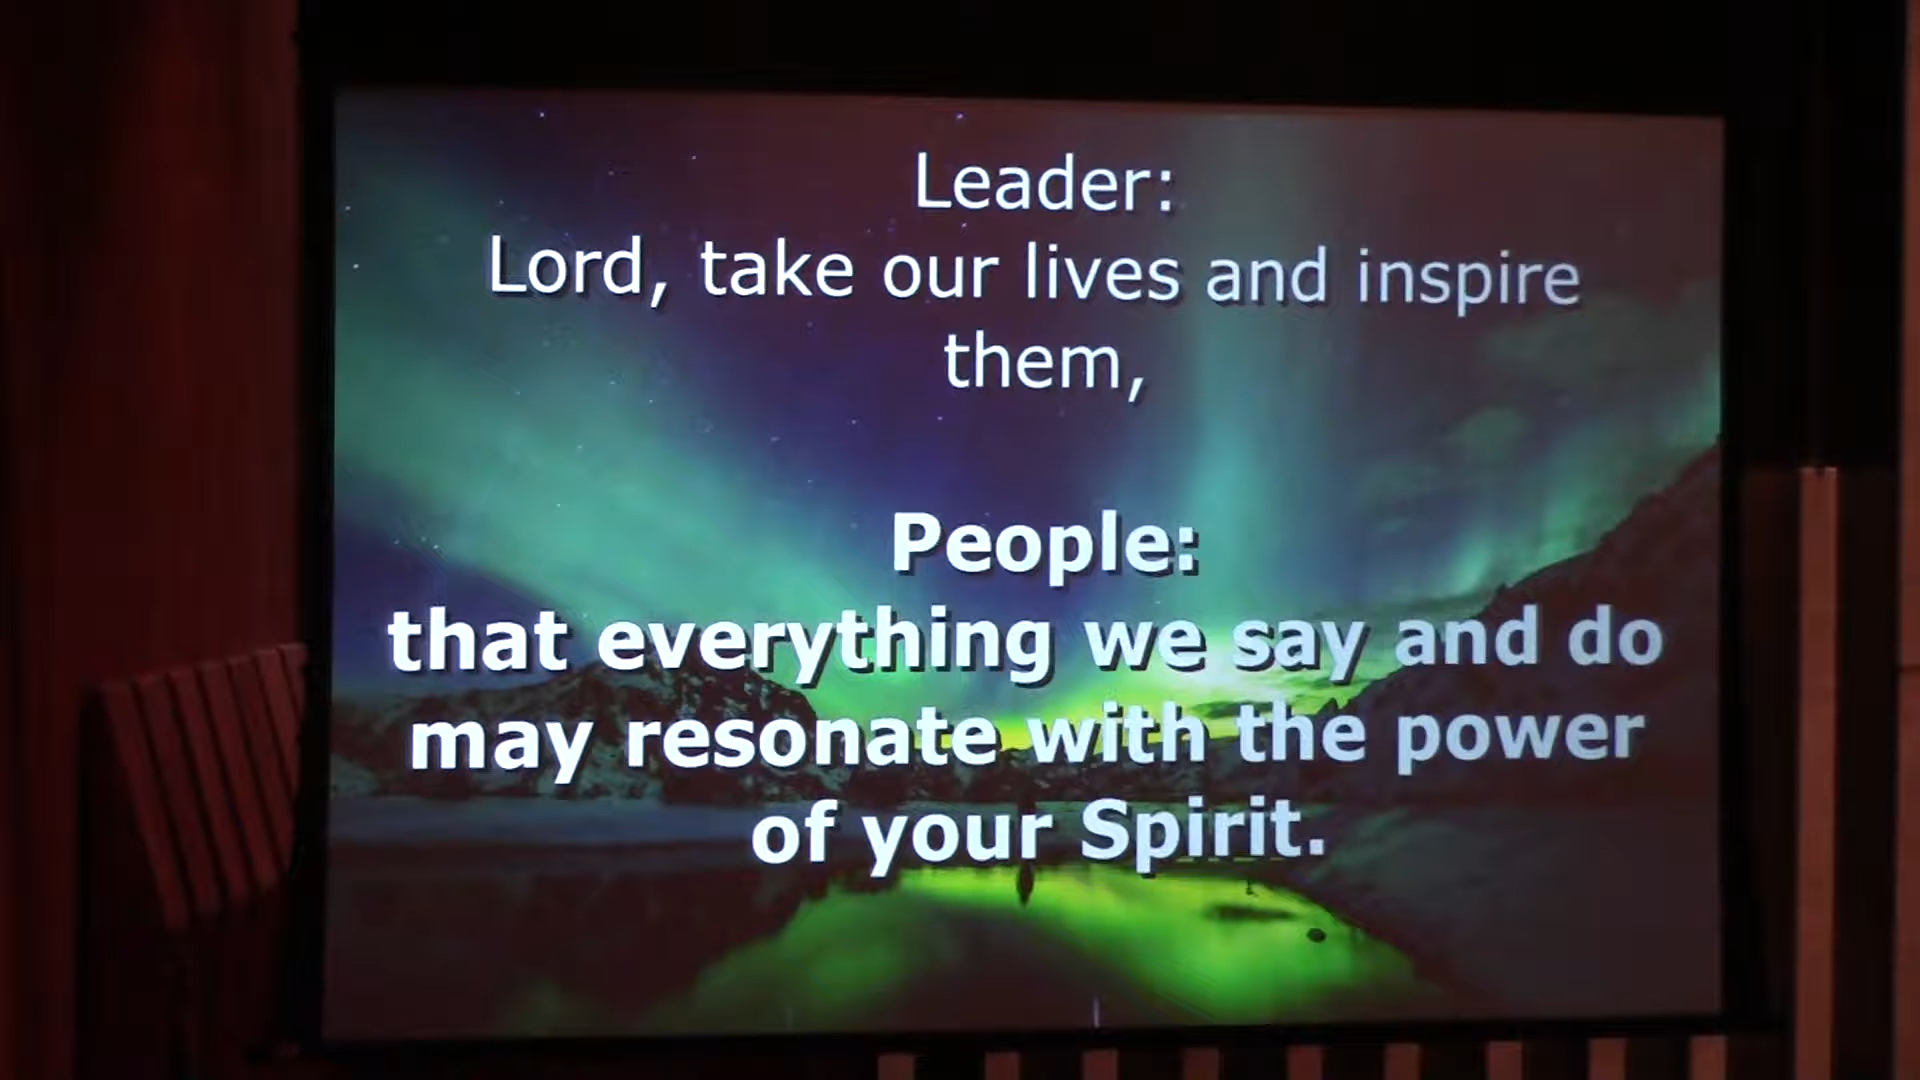 Leader:
Lord, take our lives and inspire
them,
People:
that everything we say and do
may resonate with the power
of your Spirit.